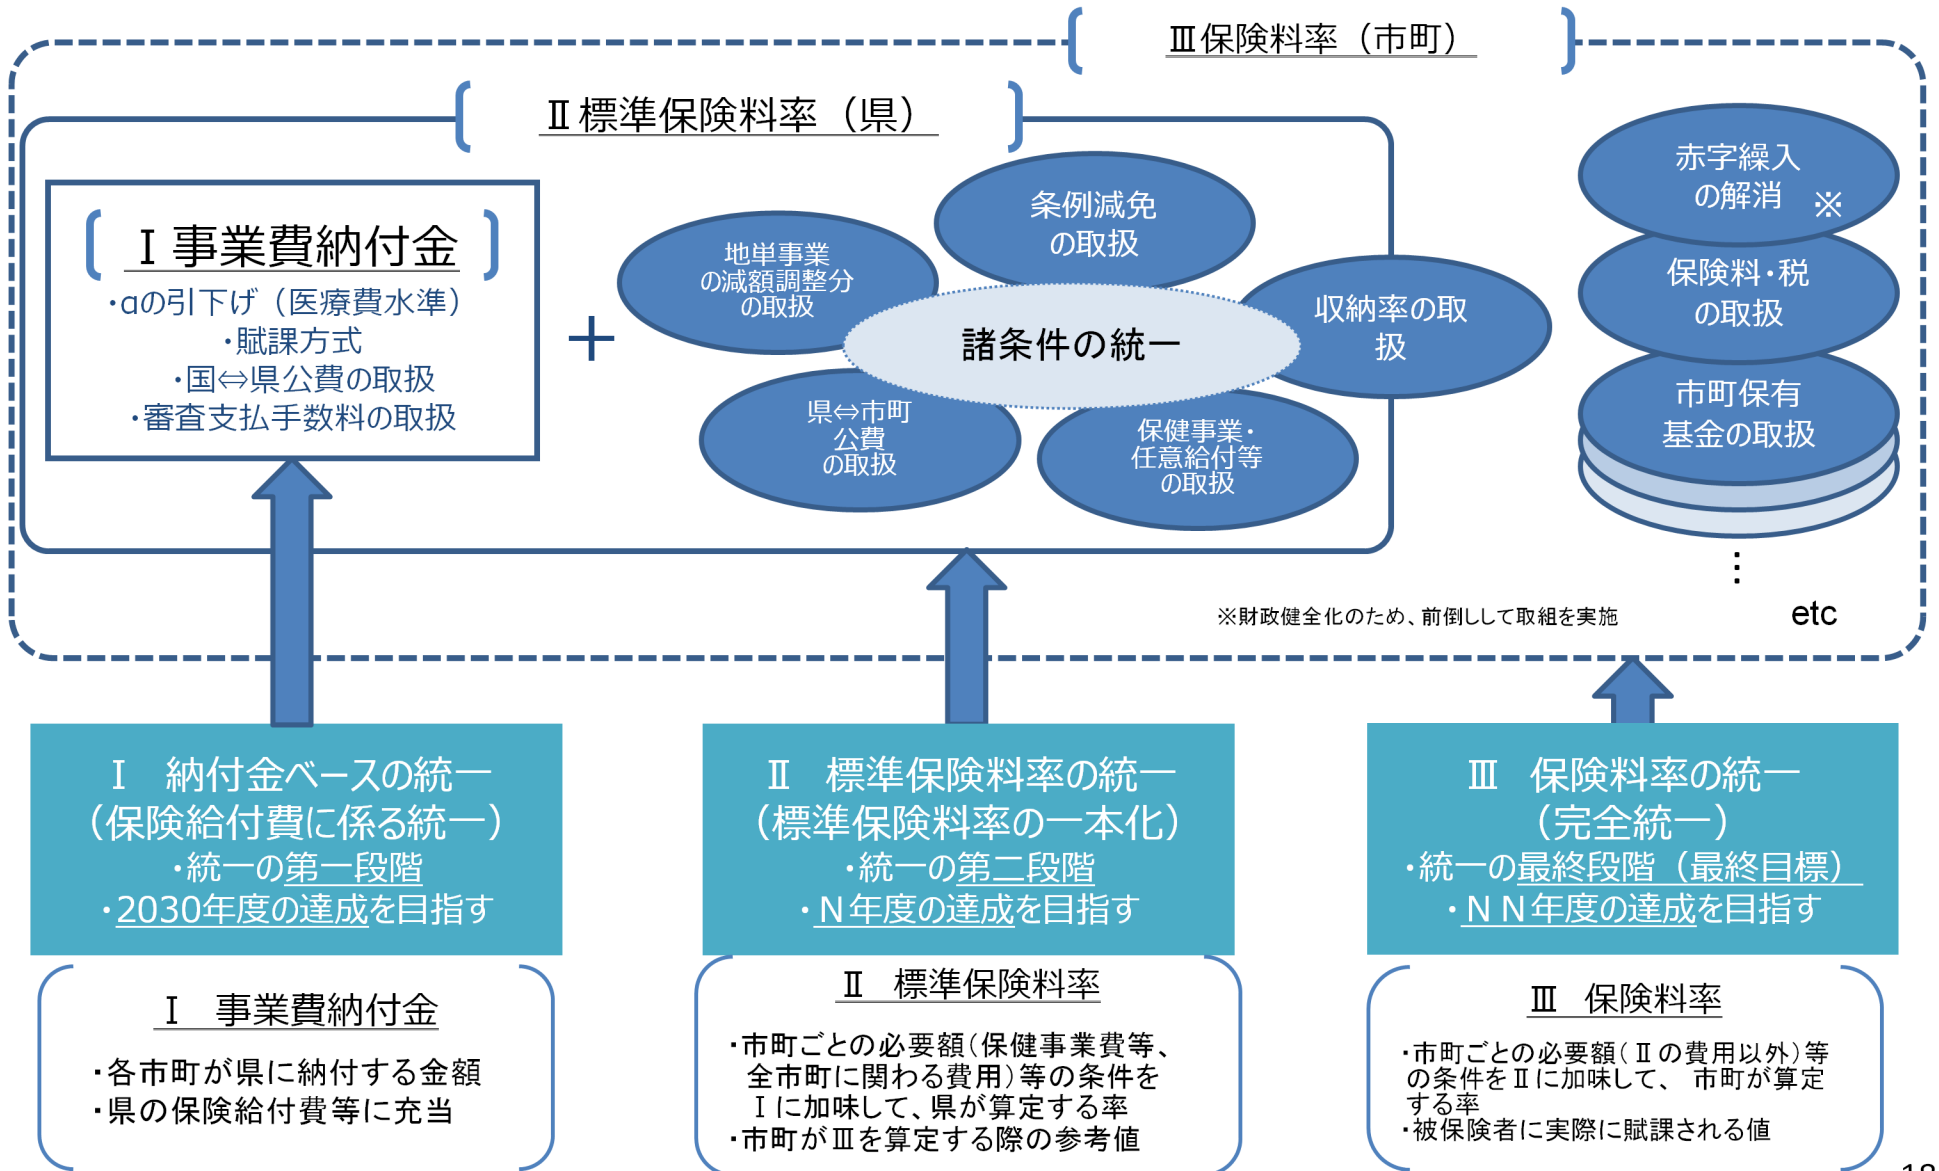 Ⅲ保険料率（市町）
Ⅱ標準保険料率（県）
Ⅰ事業費納付金
・αの引下げ（医療費水準）
・賦課方式
・国⇔県公費の取扱
・審査支払手数料の取扱
＋
地単事業
の減額調整分
の取扱
条例減免
の取扱
収納率の取
扱
諸条件の統一
県⇔市町
公費
の取扱
保健事業・
任意給付等
の取扱
赤字繰入
の解消 ※
保険料・税
の取扱
市町保有
基金の取扱
⋮
※財政健全化のため、前倒しして取組を実施
etc
Ⅰ　納付金ベースの統一
（保険給付費に係る統一）
・統一の第一段階
・2030年度の達成を目指す
Ⅱ　標準保険料率の統一
（標準保険料率の一本化）
・統一の第二段階
・Ｎ年度の達成を目指す
Ⅲ　保険料率の統一
（完全統一）
・統一の最終段階（最終目標）
・ＮＮ年度の達成を目指す
Ⅰ　事業費納付金
・各市町が県に納付する金額
・県の保険給付費等に充当
Ⅱ　標準保険料率
・市町ごとの必要額（保健事業費等、
全市町に関わる費用）等の条件を
Ⅰに加味して、県が算定する率
・市町がⅢを算定する際の参考値
Ⅲ　保険料率
・市町ごとの必要額（Ⅱの費用以外）等
の条件をⅡに加味して、 市町が算定
する率
・被保険者に実際に賦課される値